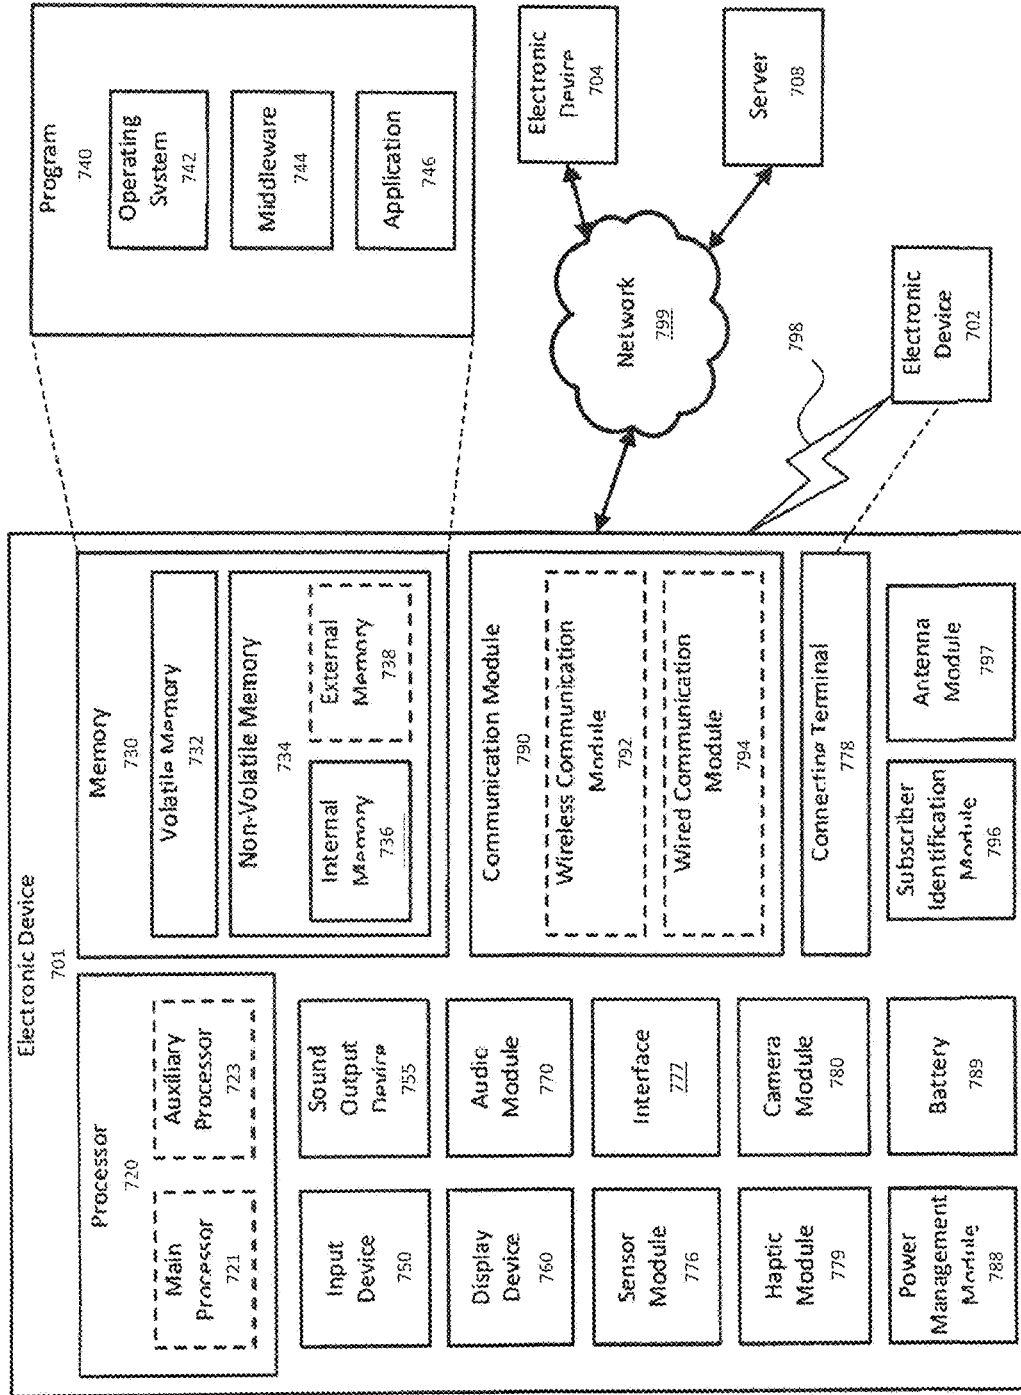 Electronic Device
701
Processor
720
Main
Processor
721
Auxiliary
Processor
723
Input
Device
750
Sound
Output
Device
755
Display
Device
760
Audio
Module
770
Sensor
Module
776
Interface
777
Haptic
Module
779
Camera
Module
780
Power
Management
Module
788
Battery
789
Memory
730
Volatile Memory
732
Non-Volatile Memory
734
Internal
Memory
736
External
Memory
738
Communication Module
790
Wireless Communication
Module
792
Wired Communication
Module
794
Connecting Terminal
778
Subscriber
Identification
Module
796
Antenna
Module
797
Program
740
Operating
System
742
Middleware
744
Application
746
Network
799
Electronic
Device
704
Server
708
798
Electronic
Device
702